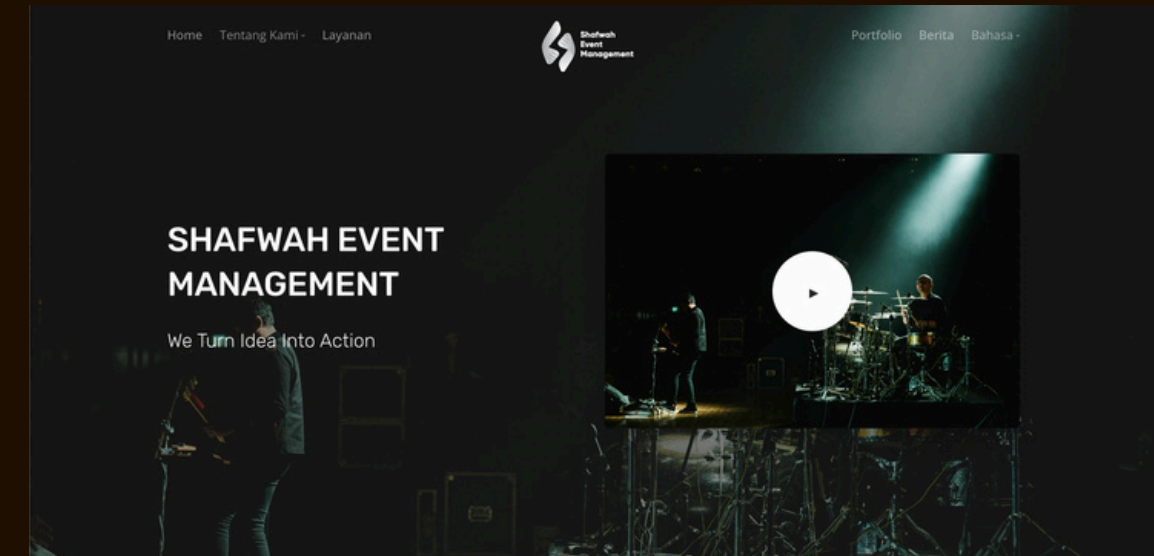 Home Tentang Kami Layanan
Shafwah
Event
Management
Portfolio Berita Bahasa
SHAFWAH EVENT
MANAGEMENT
We Turn Idea Into Action